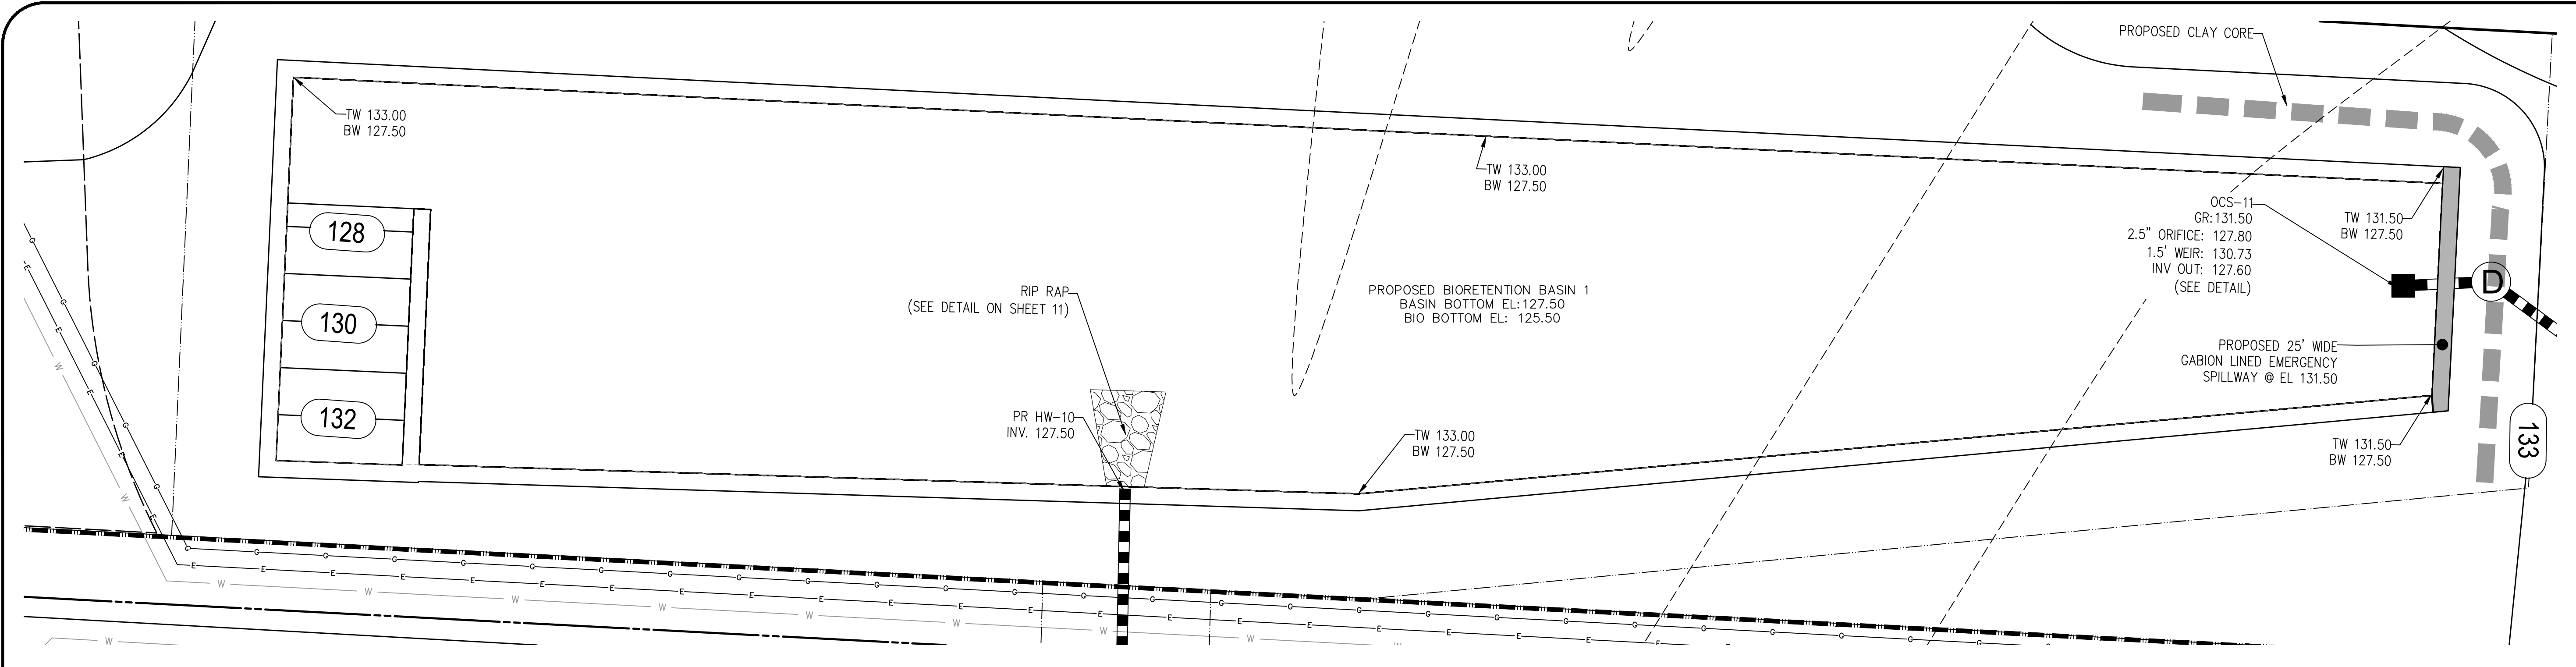 PROPOSED CLAY CORE
TW 133.00
BW 127.50
TW 133.00
BW 127.50
128
130
132
RIP RAP
(SEE DETAIL ON SHEET 11)
PROPOSED BIORETENTION BASIN 1
BASIN BOTTOM EL:127.50
BIO BOTTOM EL: 125.50
OCS-11
GR:131.50
2.5" ORIFICE: 127.80
1.5' WEIR: 130.73
INV OUT: 127.60
(SEE DETAIL)
TW 131.50
BW 127.50
D
PROPOSED 25' WIDE
GABION LINED EMERGENCY
SPILLWAY @ EL 131.50
PR HW-10
INV. 127.50
TW 133.00
BW 127.50
TW 131.50
BW 127.50
133
G G G G G G G G G G G G G G G G G G G G G G G G G G G G G G
E E E E E E E E E E E E E E E E E E E E E E E E E E E
W W W W W W W W W W W W